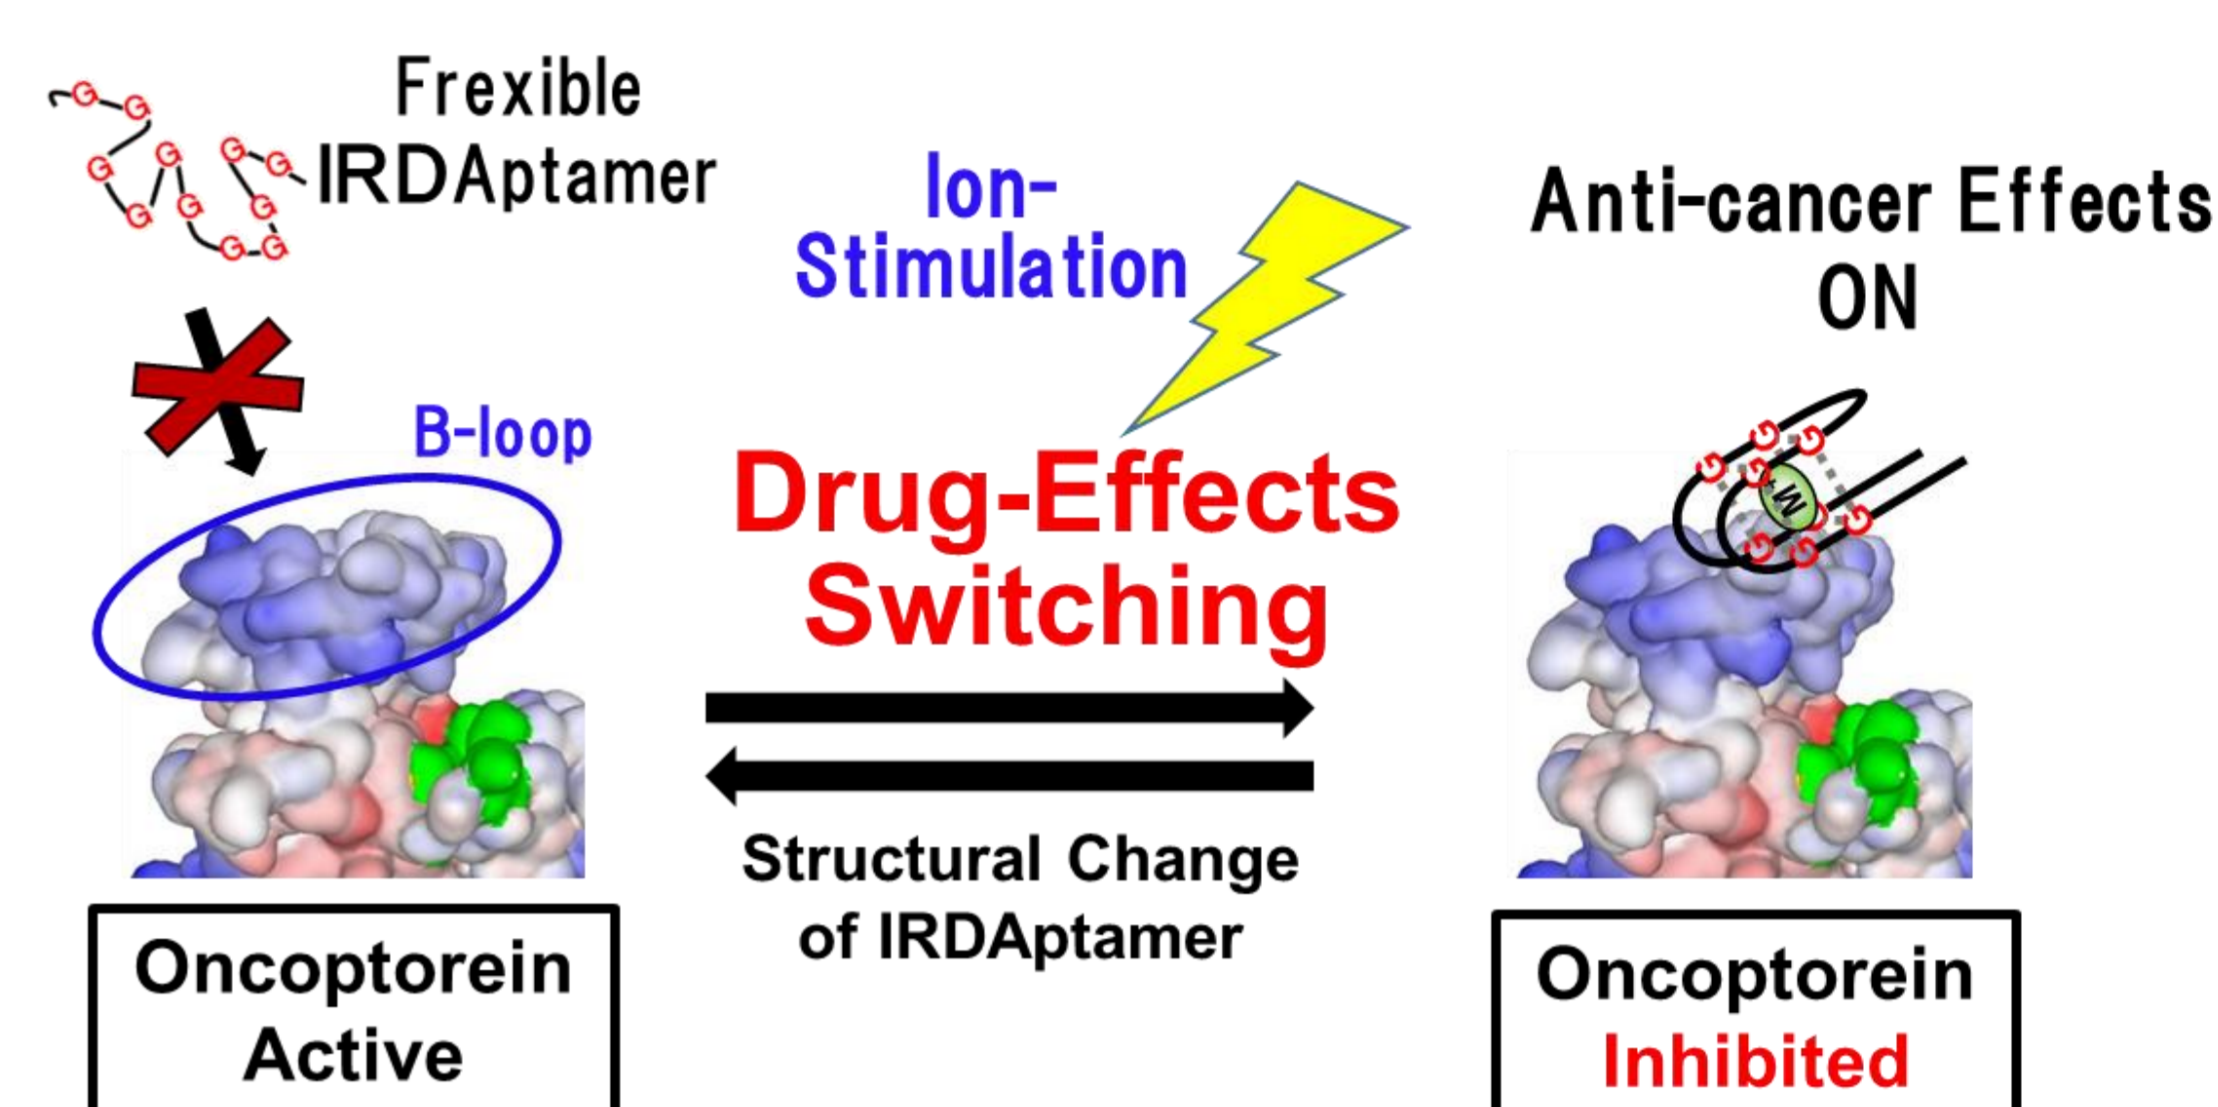 Frexible
IRDAptamer
G G G G G G G G G G G G
B-loop
Ion-
Stimulation
Drug-Effects
Switching
Structural Change
of IRDAptamer
Anti-cancer Effects
ON
G G G G G G G G
M+
Oncoptorein
Active
Oncoptorein
Inhibited